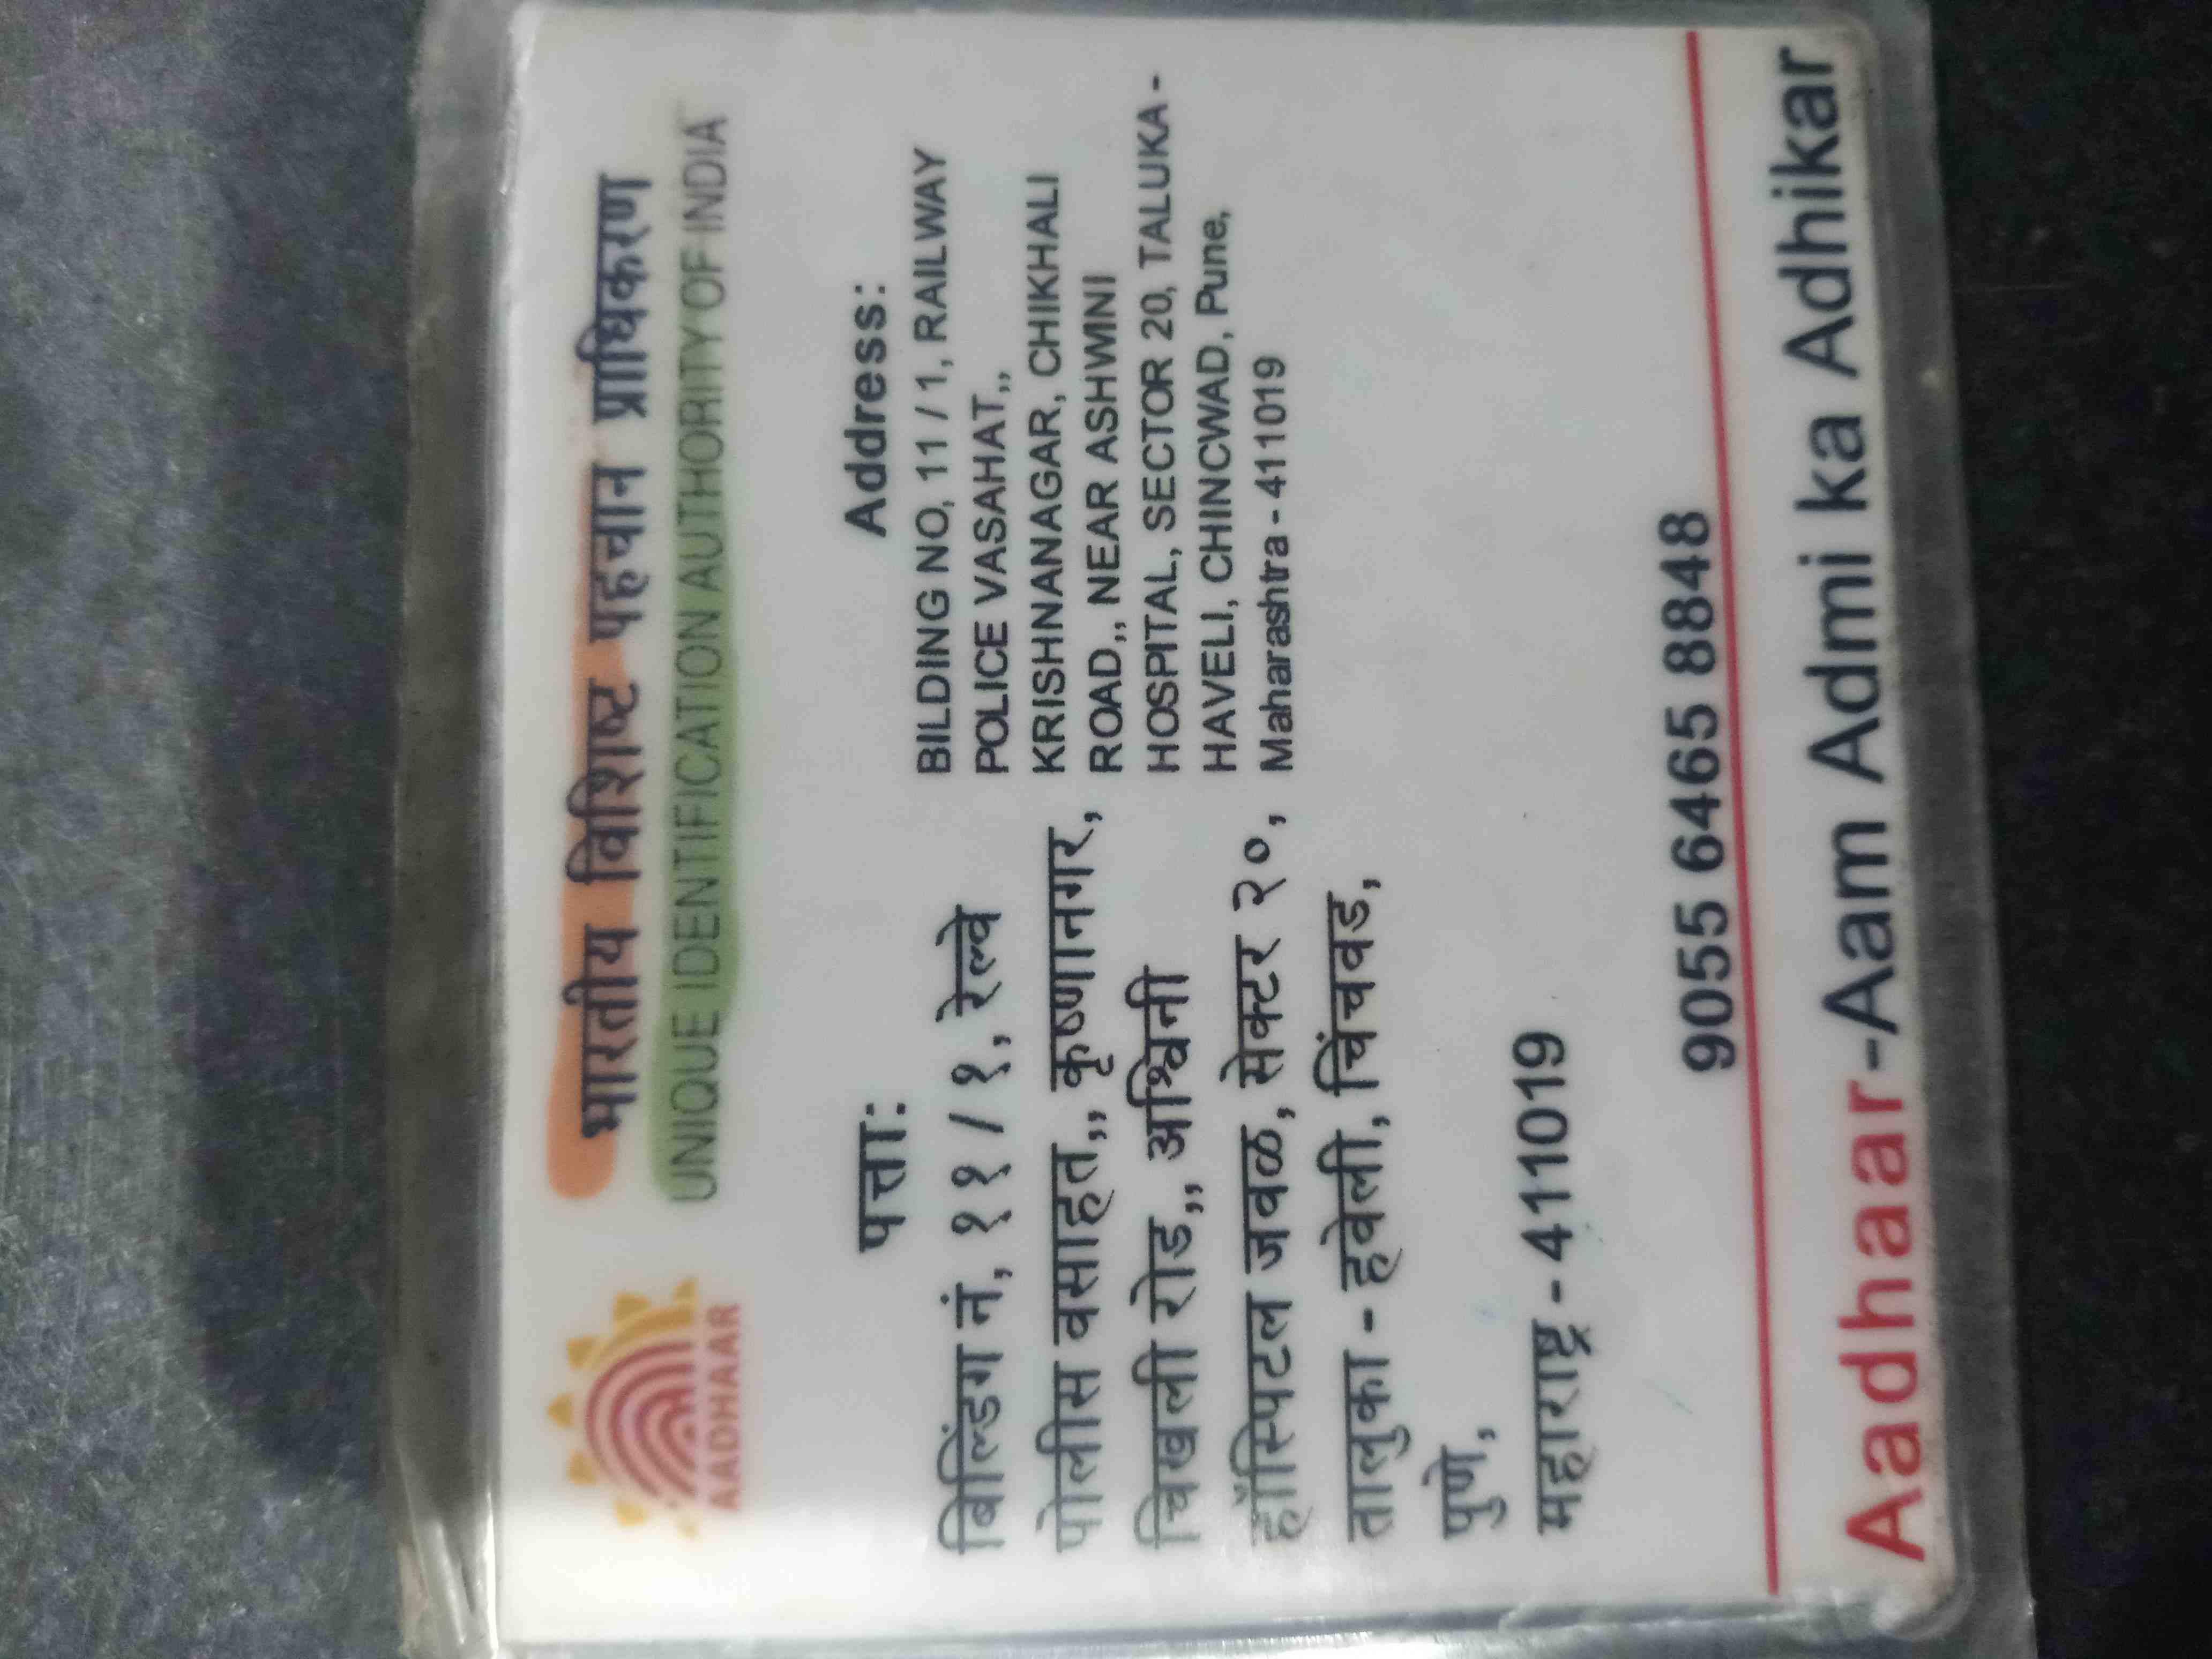 भारतीय विशिष्ट पहचान प्राधिकरण
UNIQUE IDENTIFICATION AUTHORITY OF INDIA
AADHAAR
पत्ता:
बिल्डिंग नं, ११ / १, रेल्वे
पोलीस वसाहत,, कृष्णानगर,
चिखली रोड,, अश्विनी
हॉस्पिटल जवळ, सेक्टर २०,
तालुका - हवेली, चिंचवड,
पुणे,
महाराष्ट्र - 411019
Address:
BILDING NO, 11 / 1, RAILWAY
POLICE VASAHAT,,
KRISHNANAGAR, CHIKHALI
ROAD,, NEAR ASHWINI
HOSPITAL, SECTOR 20, TALUKA -
HAVELI, CHINCWAD, Pune,
Maharashtra - 411019
9055 6465 8848
Aadhaar-Aam Admi ka Adhikar